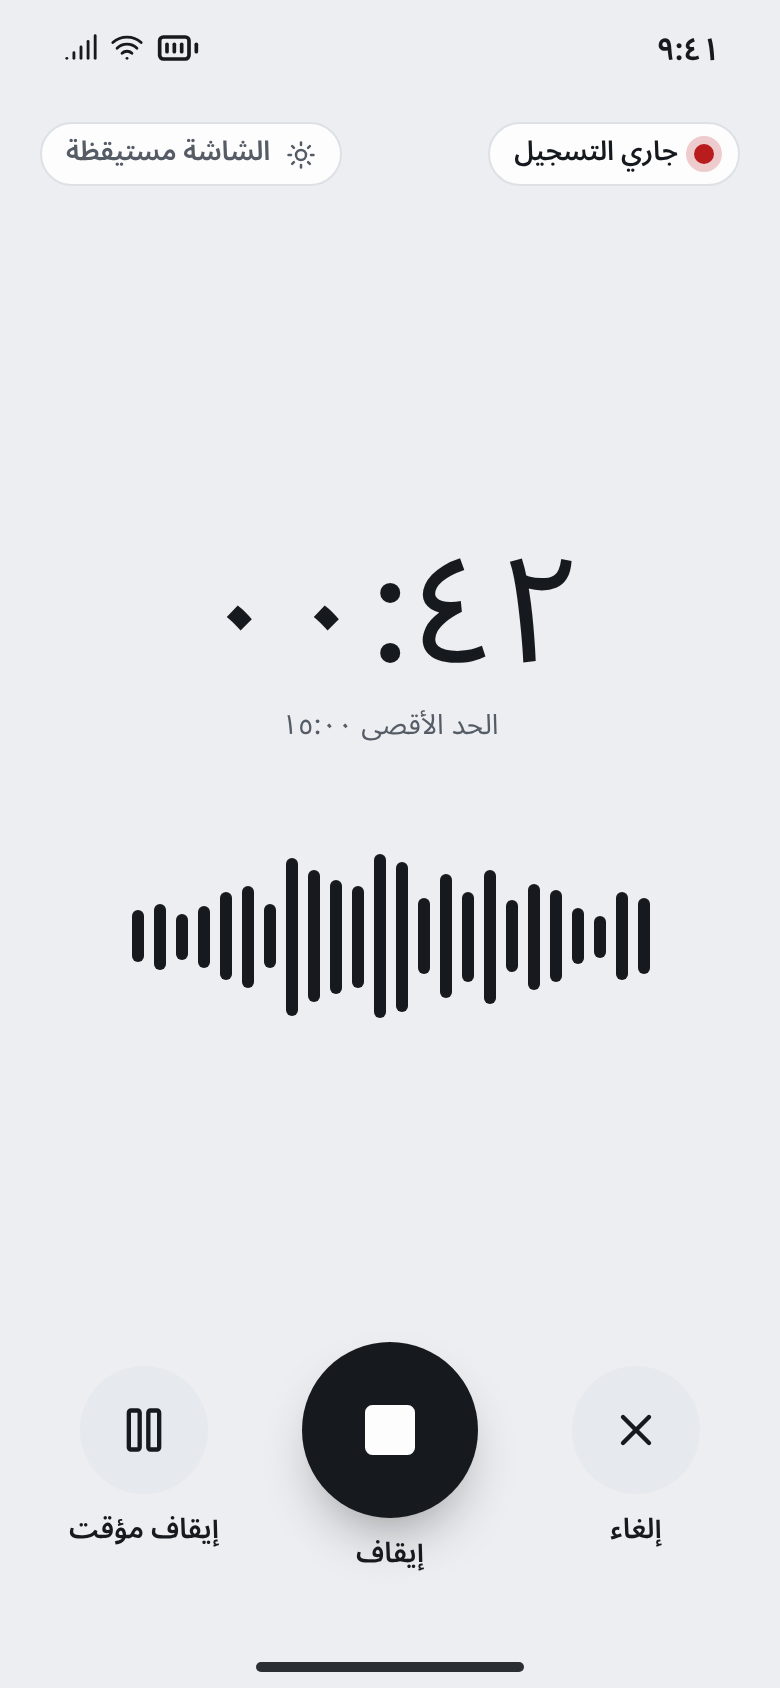 ٩:٤١
جاري التسجيل
الشاشة مستيقظة
٠٠:٤٢
الحد الأقصى ١٥:٠٠
إلغاء
إيقاف
إيقاف مؤقت